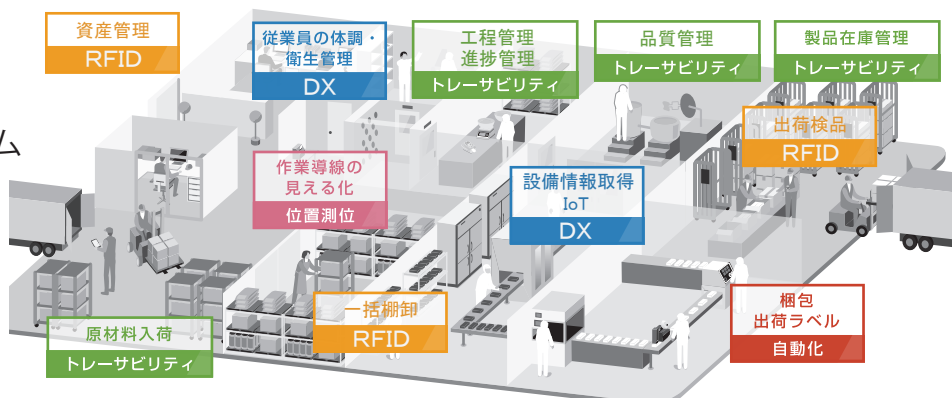 資産管理
RFID
従業員の体調・
衛生管理
DX
工程管理
進捗管理
トレーサビリティ
品質管理
トレーサビリティ
製品在庫管理
トレーサビリティ
出荷検品
RFID
ム
作業導線の
見える化
位置測位
設備情報取得
IoT
DX
原材料入荷
トレーサビリティ
一括棚卸
RFID
梱包
出荷ラベル
自動化